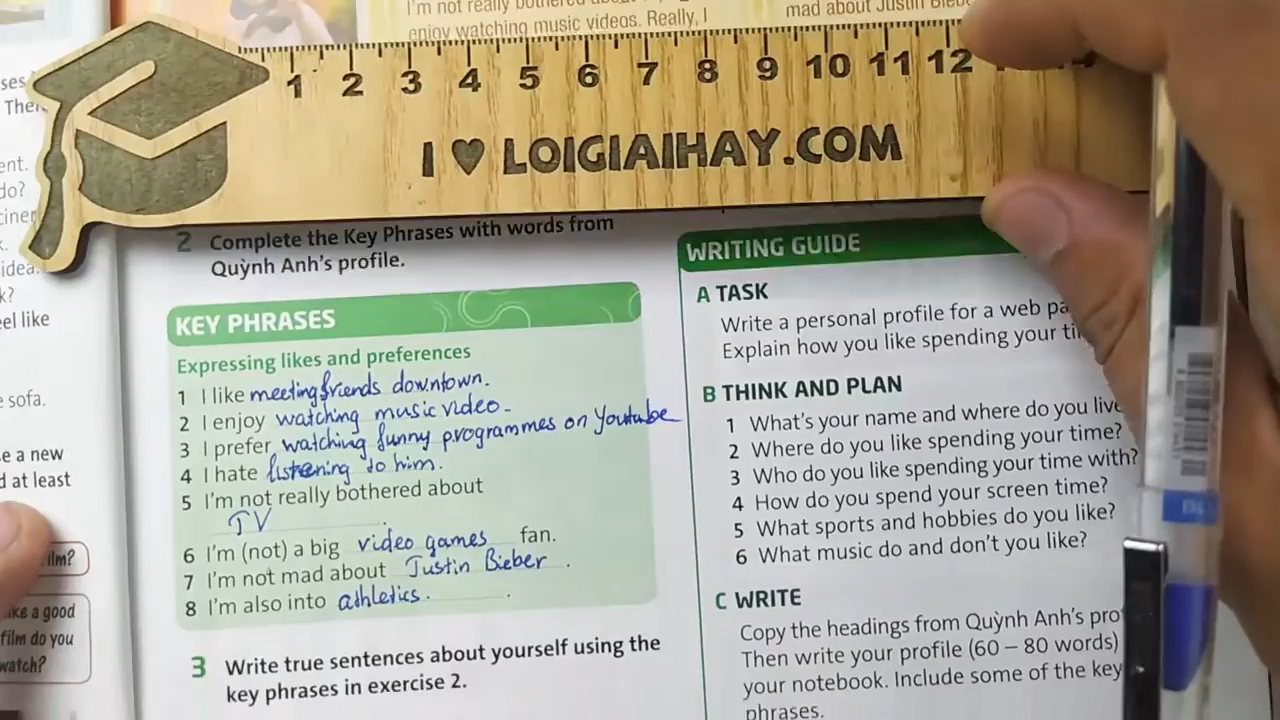 I'm not really bothered about
enjoy watching music videos. Really, I
mad about Justin
1 2 3 4 5 6 7 8 9 10 11 12
I ♥ LOIGIAIHAY.COM
ent.
do?
k.
idea.
k?
eel like
e sofa.
e a new
d at least
ilm?
ake a good
film do you
watch?
2 Complete the Key Phrases with words from
Quỳnh Anh's profile.
KEY PHRASES
Expressing likes and preferences
1 I like meeting friends downtown.
2 I enjoy watching music video.
3 I prefer watching funny programmes on Youtube
4 I hate listening to him.
5 I'm not really bothered about
TV
6 I'm (not) a big video games fan.
7 I'm not mad about Justin Bieber.
8 I'm also into athletics.
3 Write true sentences about yourself using the
key phrases in exercise 2.
WRITING GUIDE
A TASK
Write a personal profile for a web pa
Explain how you like spending your ti
B THINK AND PLAN
1 What's your name and where do you live
2 Where do you like spending your time?
3 Who do you like spending your time with?
4 How do you spend your screen time?
5 What sports and hobbies do you like?
6 What music do and don't you like?
C WRITE
Copy the headings from Quỳnh Anh's pro
Then write your profile (60 – 80 words)
your notebook. Include some of the key
phrases.